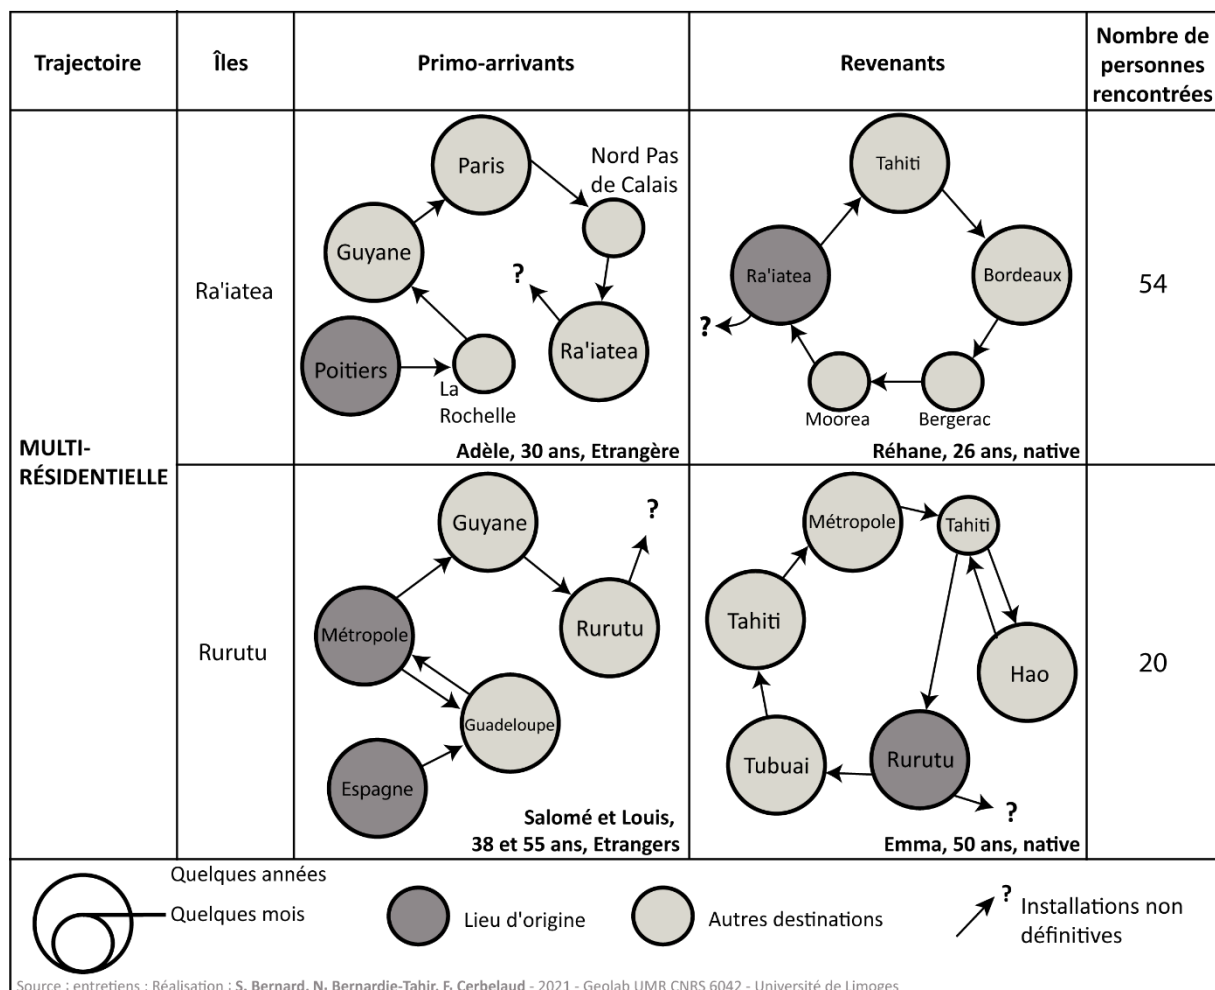 Trajectoire
Îles
Primo-arrivants
Revenants
Nombre de
personnes
rencontrées
MULTI-
RÉSIDENTIELLE
Ra'iatea
Paris
Nord Pas
de Calais
Guyane
?
Ra'iatea
Poitiers
La
Rochelle
Adèle, 30 ans, Etrangère
Tahiti
Ra'iatea
Bordeaux
?
Moorea
Bergerac
Réhane, 26 ans, native
54
Rurutu
Guyane
?
Métropole
Rurutu
Guadeloupe
Espagne
Salomé et Louis,
38 et 55 ans, Etrangers
Métropole
Tahiti
Tahiti
Hao
Tubuai
Rurutu
?
Emma, 50 ans, native
20
Quelques années
Quelques mois
Lieu d'origine
Autres destinations
? Installations non
définitives
Source : entretiens ; Réalisation : S. Bernard, N. Bernardie-Tahir, F. Cerbelaud - 2021 - Geolab UMR CNRS 6042 - Université de Limoges